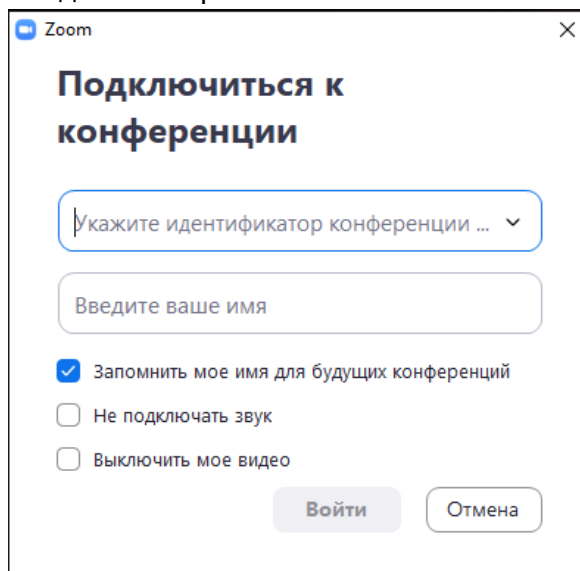 Zoom
Подключиться к
конференции
Укажите идентификатор конференции ...
Введите ваше имя
Запомнить мое имя для будущих конференций
Не подключать звук
Выключить мое видео
Войти
Отмена